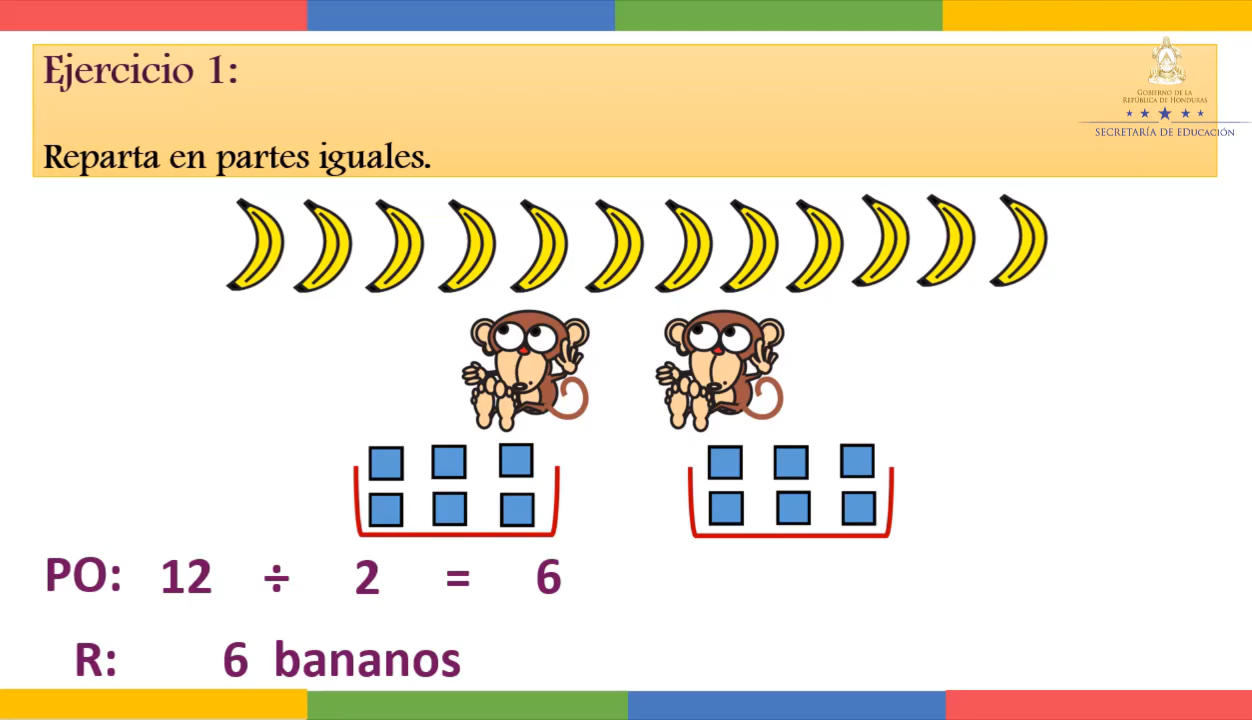 Ejercicio 1:
GOBIERNO DE LA
REPÚBLICA DE HONDURAS
SECRETARÍA DE EDUCACIÓN
Reparta en partes iguales.
PO: 12 ÷ 2 = 6
R: 6 bananos